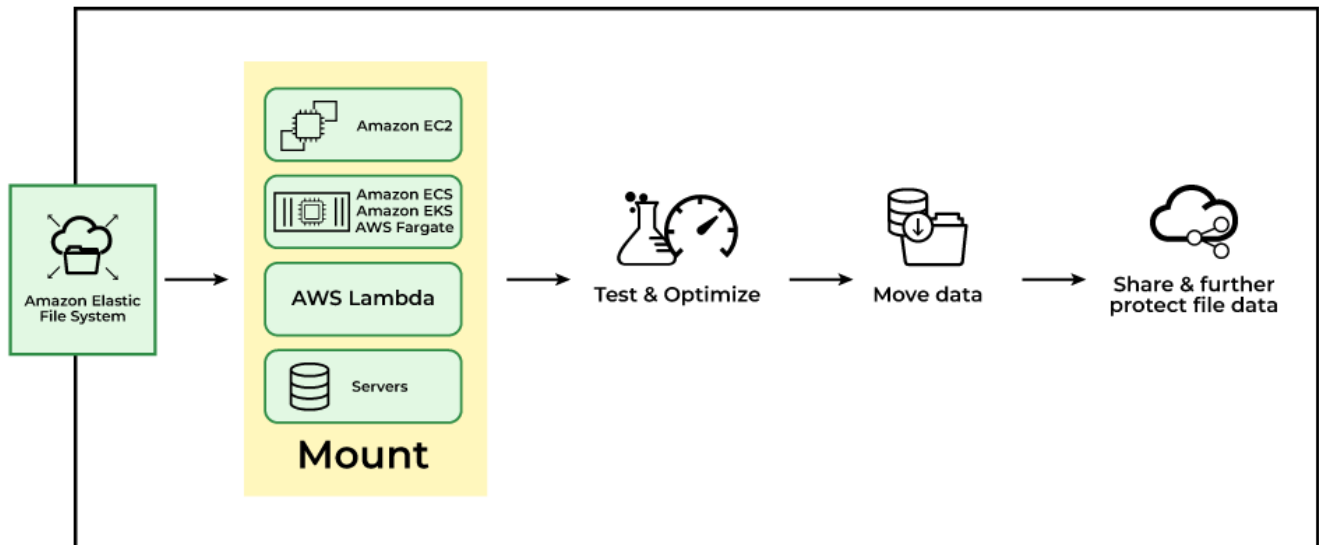 Amazon Elastic
File System
Amazon EC2
Amazon ECS
Amazon EKS
AWS Fargate
AWS Lambda
Servers
Mount
Test & Optimize
Move data
Share & further
protect file data